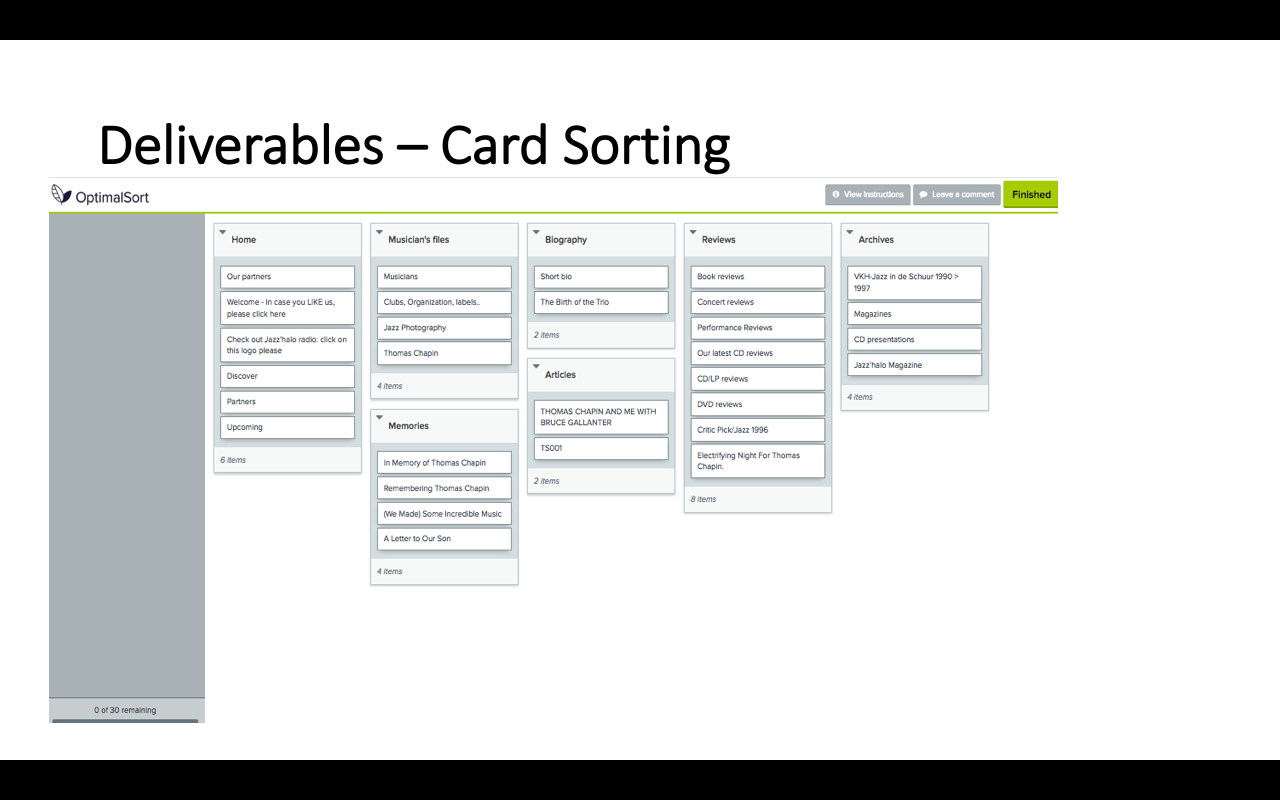 Deliverables – Card Sorting
OptimalSort
View instructions
Leave a comment
Finished
Home
Our partners
Welcome - In case you LIKE us,
please click here
Check out Jazz'halo radio: click on
this logo please
Discover
Partners
Upcoming
6 items
Musician's files
Musicians
Clubs, Organization, labels..
Jazz Photography
Thomas Chapin
4 items
Memories
In Memory of Thomas Chapin
Remembering Thomas Chapin
(We Made) Some Incredible Music
A Letter to Our Son
4 items
Biography
Short bio
The Birth of the Trio
2 items
Articles
THOMAS CHAPIN AND ME WITH
BRUCE GALLANTER
TS001
2 items
Reviews
Book reviews
Concert reviews
Performance Reviews
Our latest CD reviews
CD/LP reviews
DVD reviews
Critic Pick/Jazz 1996
Electrifying Night For Thomas
Chapin.
8 items
Archives
VKH-Jazz in de Schuur 1990 >
1997
Magazines
CD presentations
Jazz'halo Magazine
4 items
0 of 30 remaining